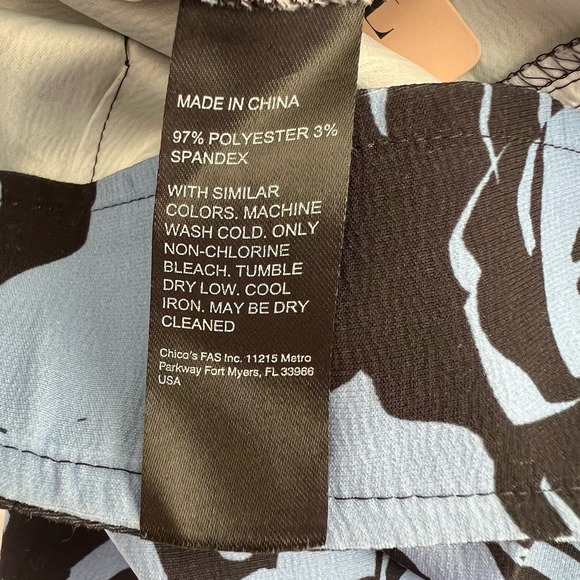 MADE IN CHINA
97% POLYESTER 3%
SPANDEX
WITH SIMILAR
COLORS. MACHINE
WASH COLD. ONLY
NON-CHLORINE
BLEACH. TUMBLE
DRY LOW. COOL
IRON. MAY BE DRY
CLEANED
Chico's FAS Inc. 11215 Metro
Parkway Fort Myers, FL 33966
USA